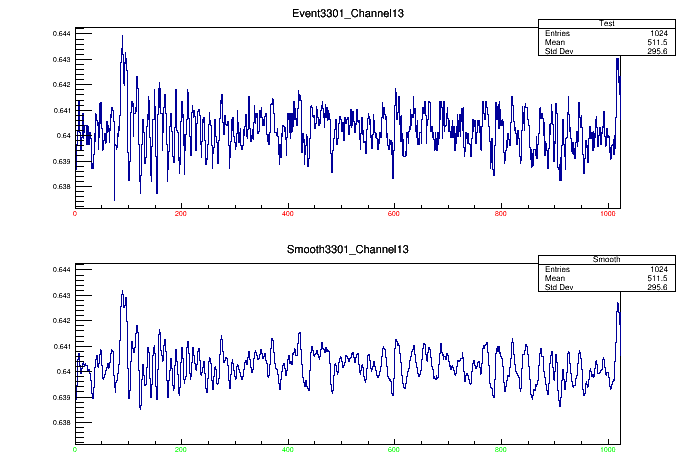 Event3301_Channel13
Test
Entries 1024
Mean 511.5
Std Dev 295.6
0.644
0.643
0.642
0.641
0.64
0.639
0.638
0 200 400 600 800 1000
Smooth3301_Channel13
Smooth
Entries 1024
Mean 511.5
Std Dev 295.6
0.644
0.643
0.642
0.641
0.64
0.639
0.638
0 200 400 600 800 1000